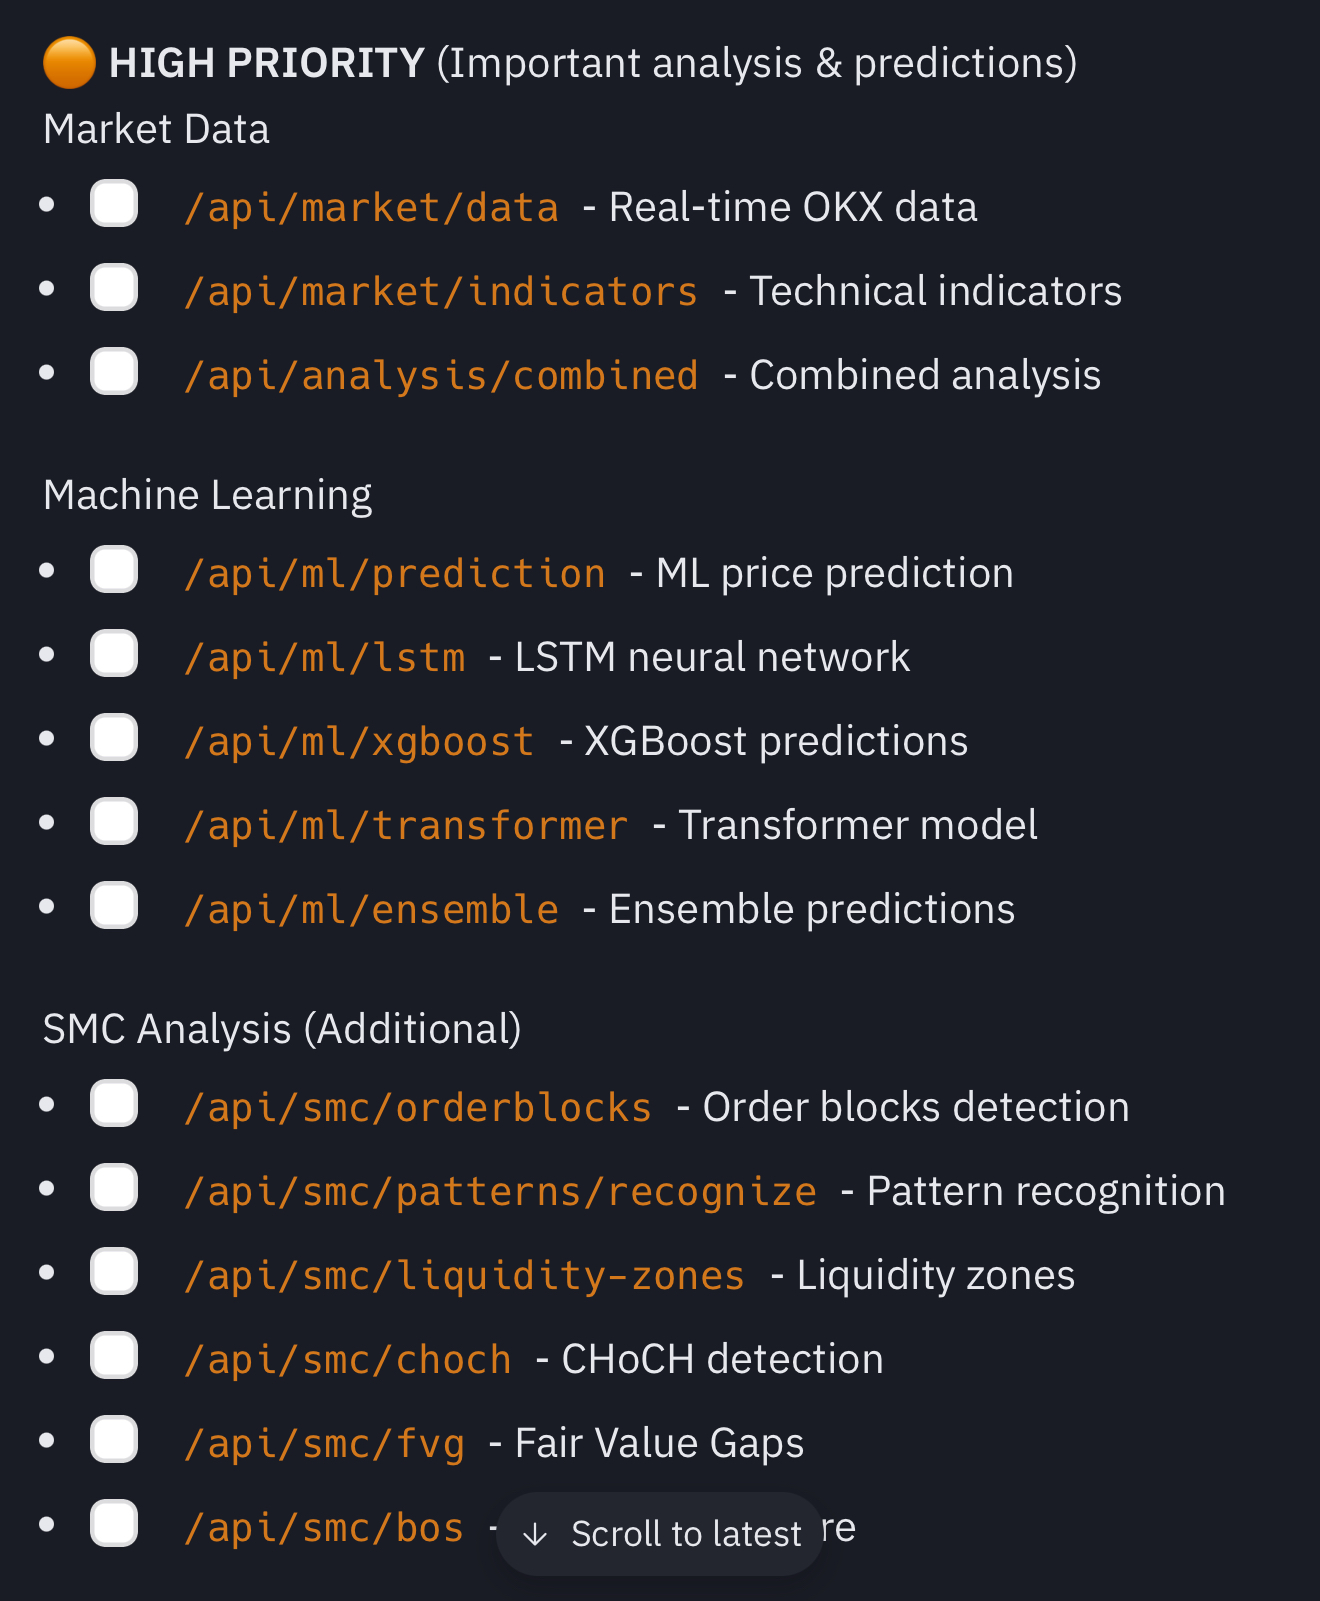 HIGH PRIORITY (Important analysis & predictions)
Market Data
/api/market/data - Real-time OKX data
/api/market/indicators - Technical indicators
/api/analysis/combined - Combined analysis
Machine Learning
/api/ml/prediction - ML price prediction
/api/ml/lstm - LSTM neural network
/api/ml/xgboost - XGBoost predictions
/api/ml/transformer - Transformer model
/api/ml/ensemble - Ensemble predictions
SMC Analysis (Additional)
/api/smc/orderblocks - Order blocks detection
/api/smc/patterns/recognize - Pattern recognition
/api/smc/liquidity-zones - Liquidity zones
/api/smc/choch - CHoCH detection
/api/smc/fvg - Fair Value Gaps
/api/smc/bos -
Scroll to latest